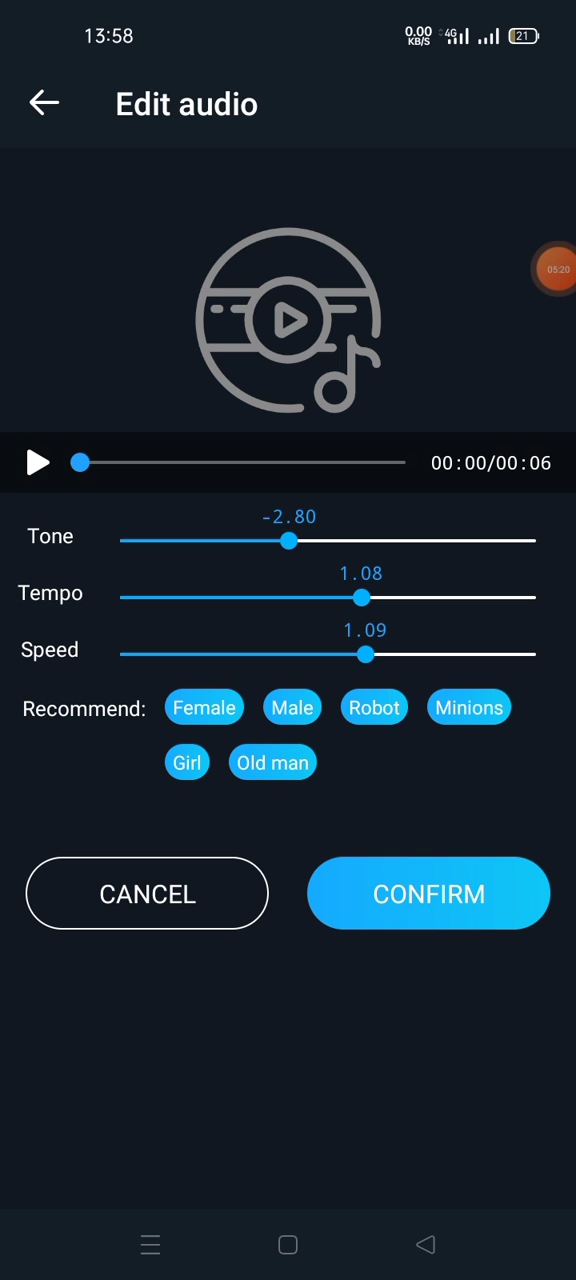 13:58 0.00 KB/S 4G 21
Edit audio
05:20
00:00/00:06
-2.80
Tone
1.08
Tempo
1.09
Speed
Recommend: Female Male Robot Minions
Girl Old man
CANCEL CONFIRM